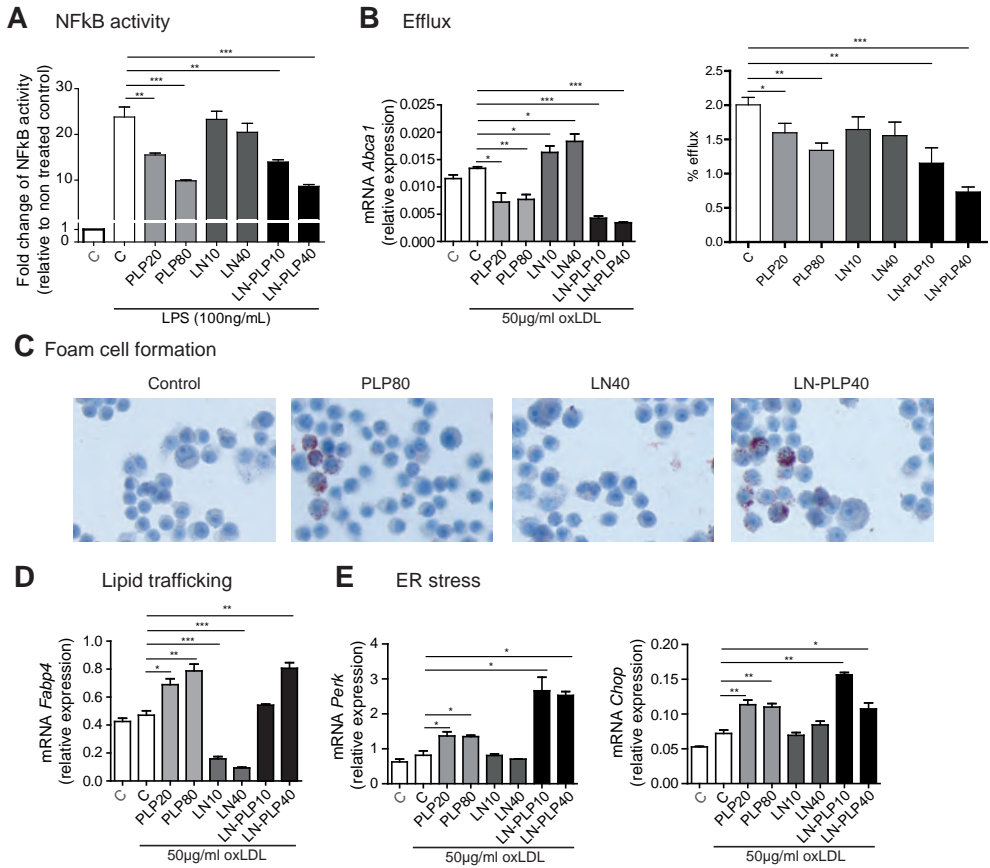 A NFkB activity
Fold change of NFkB activity
(relative to non treated control)
20
10
1
0
***
**
***
**
C
C
PLP20
PLP80
LN10
LN40
LN-PLP10
LN-PLP40
LPS (100ng/mL)
B Efflux
mRNA Abca1
(relative expression)
0.025
0.020
0.015
0.010
0.005
0.000
***
***
*
*
**
*
C
C
PLP20
PLP80
LN10
LN40
LN-PLP10
LN-PLP40
50µg/ml oxLDL
% efflux
2.5
2.0
1.5
1.0
0.5
0.0
***
**
**
*
C
PLP20
PLP80
LN10
LN40
LN-PLP10
LN-PLP40
C Foam cell formation
Control PLP80 LN40 LN-PLP40
D Lipid trafficking
mRNA Fabp4
(relative expression)
1.0
0.8
0.6
0.4
0.2
0.0
**
***
***
**
*
C
C
PLP20
PLP80
LN10
LN40
LN-PLP10
LN-PLP40
50µg/ml oxLDL
E ER stress
mRNA Perk
(relative expression)
4
3
2
1
0
*
*
*
*
C
C
PLP20
PLP80
LN10
LN40
LN-PLP10
LN-PLP40
50µg/ml oxLDL
mRNA Chop
(relative expression)
0.20
0.15
0.10
0.05
0.00
*
**
**
**
C
C
PLP20
PLP80
LN10
LN40
LN-PLP10
LN-PLP40
50µg/ml oxLDL